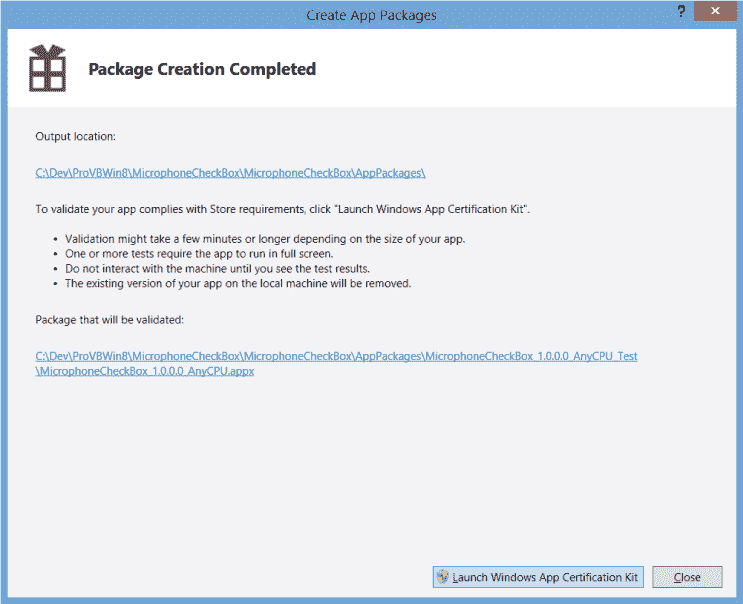 Create App Packages
?
Package Creation Completed
Output location:
C:\Dev\ProVBWin8\MicrophoneCheckBox\MicrophoneCheckBox\AppPackages\
To validate your app complies with Store requirements, click "Launch Windows App Certification Kit".
• Validation might take a few minutes or longer depending on the size of your app.
• One or more tests require the app to run in full screen.
• Do not interact with the machine until you see the test results.
• The existing version of your app on the local machine will be removed.
Package that will be validated:
C:\Dev\ProVBWin8\MicrophoneCheckBox\MicrophoneCheckBox\AppPackages\MicrophoneCheckBox_1.0.0.0_AnyCPU_Test
\MicrophoneCheckBox_1.0.0.0_AnyCPU.appx
Launch Windows App Certification Kit
Close